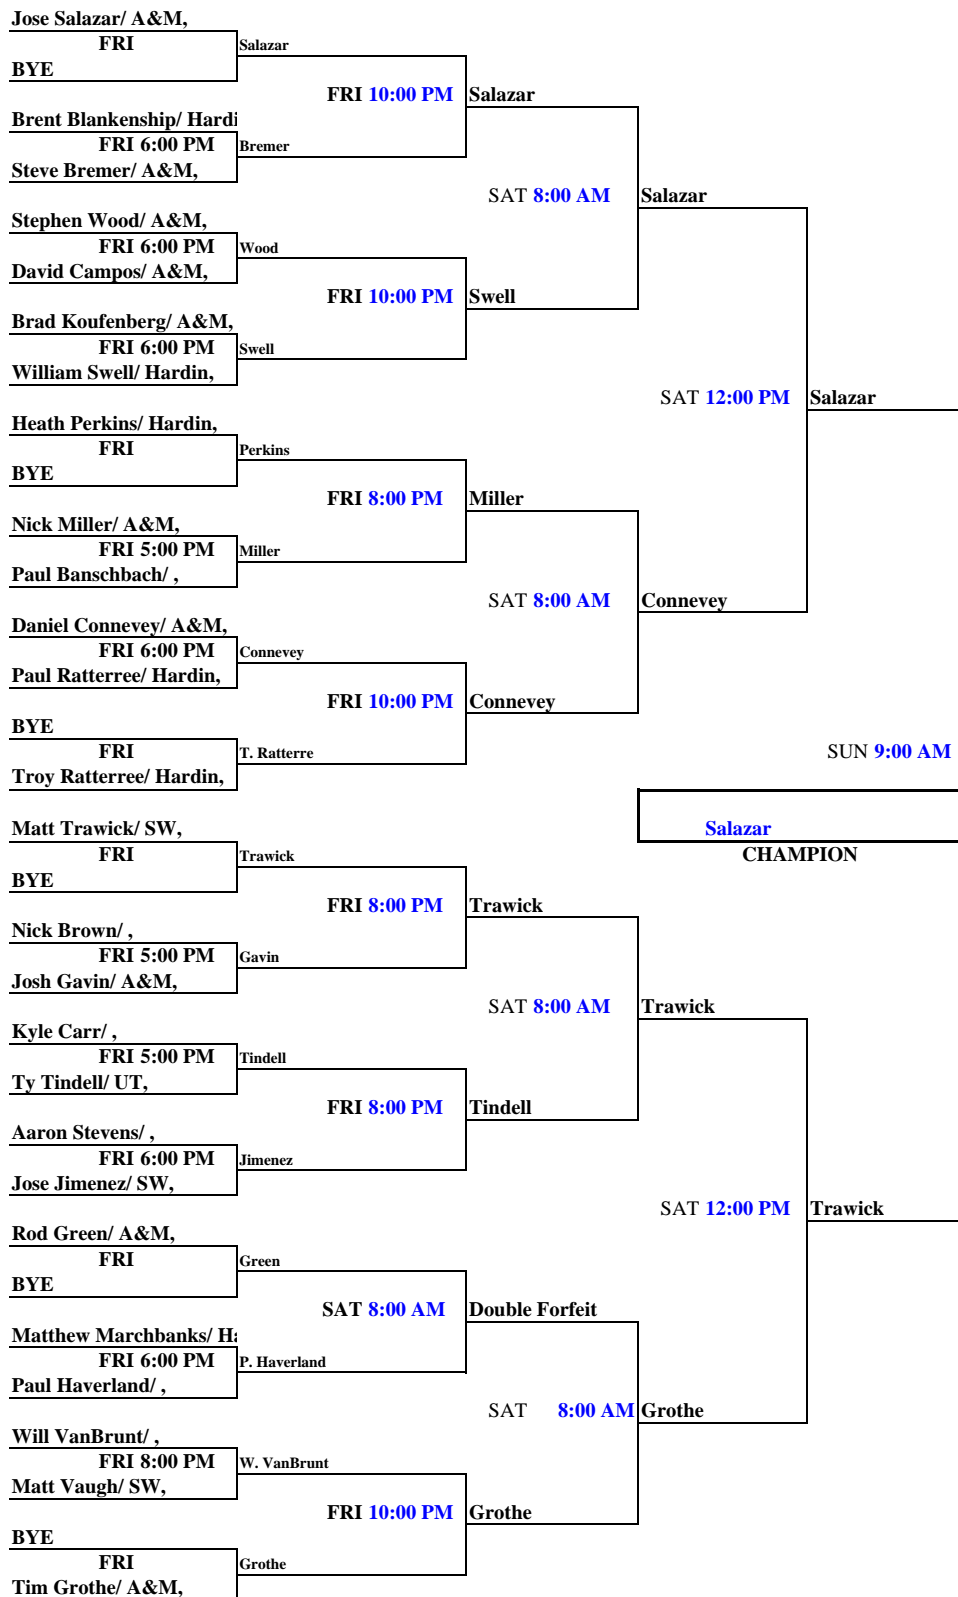 Jose Salazar/ A&M,
FRI
Salazar
BYE
FRI 10:00 PM
Salazar
Brent Blankenship/ Hardi
FRI 6:00 PM
Bremer
Steve Bremer/ A&M,
SAT 8:00 AM
Salazar
Stephen Wood/ A&M,
FRI 6:00 PM
Wood
David Campos/ A&M,
FRI 10:00 PM
Swell
Brad Koufenberg/ A&M,
FRI 6:00 PM
Swell
William Swell/ Hardin,
SAT 12:00 PM
Salazar
Heath Perkins/ Hardin,
FRI
Perkins
BYE
FRI 8:00 PM
Miller
Nick Miller/ A&M,
FRI 5:00 PM
Miller
Paul Banschbach/ ,
SAT 8:00 AM
Connevey
Daniel Connevey/ A&M,
FRI 6:00 PM
Connevey
Paul Ratterree/ Hardin,
FRI 10:00 PM
Connevey
BYE
FRI
T. Ratterre
SUN 9:00 AM
Troy Ratterree/ Hardin,
Matt Trawick/ SW,
Salazar
FRI
Trawick
CHAMPION
BYE
FRI 8:00 PM
Trawick
Nick Brown/ ,
FRI 5:00 PM
Gavin
Josh Gavin/ A&M,
SAT 8:00 AM
Trawick
Kyle Carr/ ,
FRI 5:00 PM
Tindell
Ty Tindell/ UT,
FRI 8:00 PM
Tindell
Aaron Stevens/ ,
FRI 6:00 PM
Jimenez
Jose Jimenez/ SW,
SAT 12:00 PM
Trawick
Rod Green/ A&M,
FRI
Green
BYE
SAT 8:00 AM
Double Forfeit
Matthew Marchbanks/ Ha
FRI 6:00 PM
P. Haverland
Paul Haverland/ ,
SAT 8:00 AM
Grothe
Will VanBrunt/ ,
FRI 8:00 PM
W. VanBrunt
Matt Vaugh/ SW,
FRI 10:00 PM
Grothe
BYE
FRI
Grothe
Tim Grothe/ A&M,